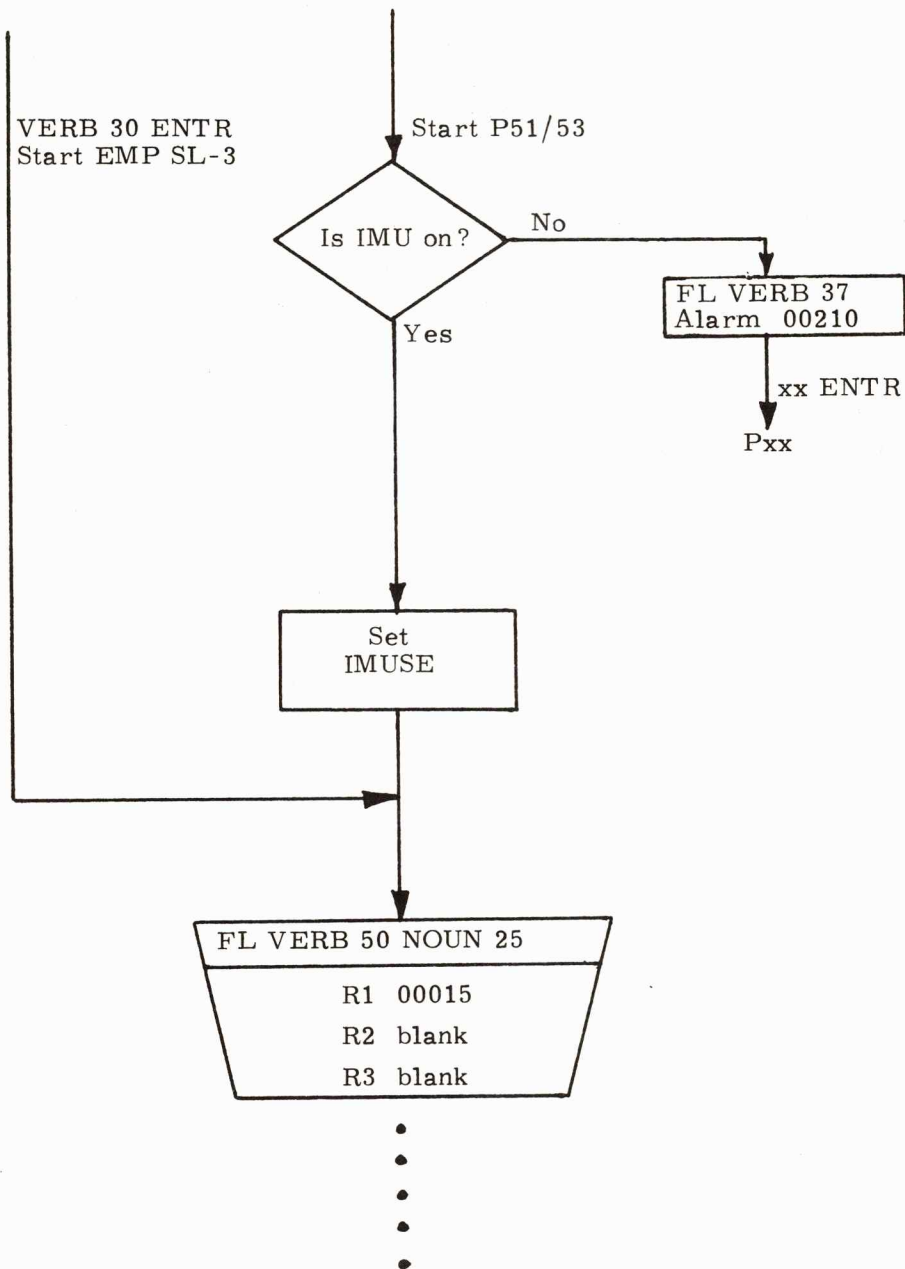 VERB 30 ENTR
Start EMP SL-3
Start P51/53
Is IMU on?
No
FL VERB 37
Alarm 00210
xx ENTR
Pxx
Yes
Set
IMUSE
FL VERB 50 NOUN 25
R1 00015
R2 blank
R3 blank